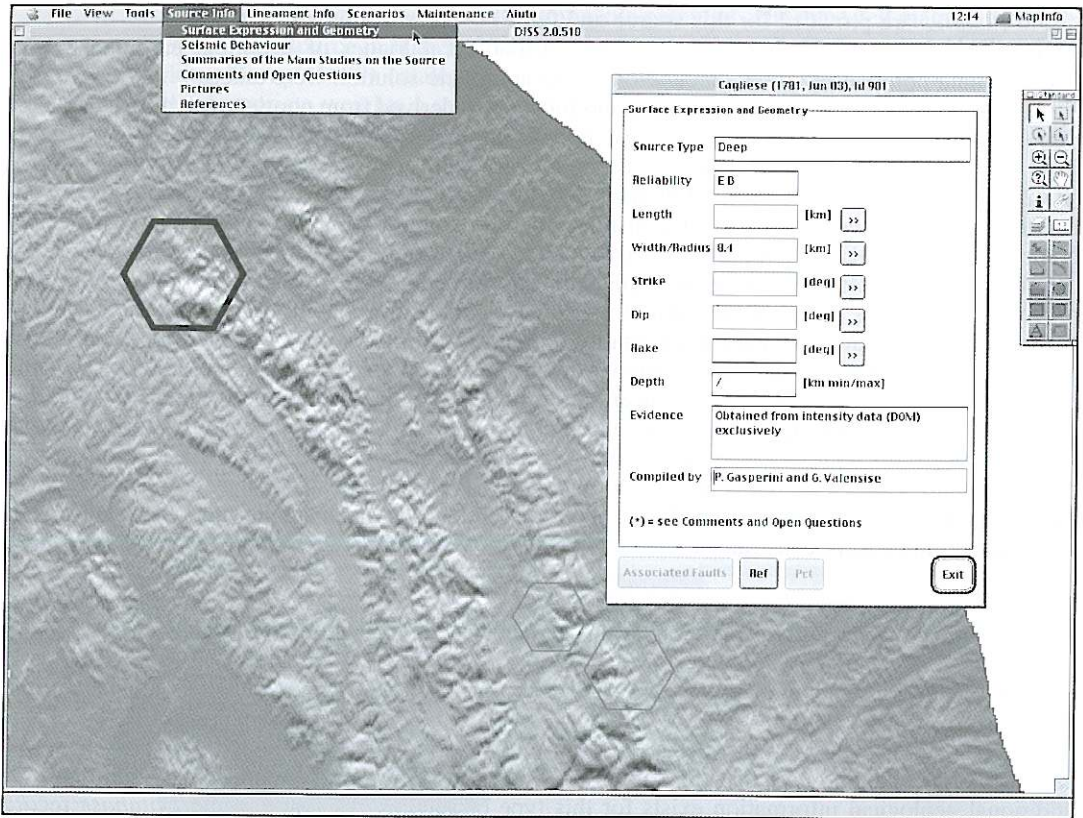 File View Tools Source Info Lineament Info Scenarios Maintenance Aiuto 12:14 MapInfo
DISS 2.0.510
Surface Expression and Geometry
Seismic Behaviour
Summaries of the Main Studies on the Source
Comments and Open Questions
Pictures
References
Cagliese (1781, Jun 03), Id 901
Standard
Surface Expression and Geometry
Source Type Deep
Reliability E B
Length [km] >>
Width/Radius 8.4 [km] >>
Strike [deg] >>
Dip [deg] >>
Rake [deg] >>
Depth / [km min/max]
Evidence Obtained from intensity data (DOM)
exclusively
Compiled by P. Gasperini and G. Valensise
(*) = see Comments and Open Questions
Associated Faults Ref Pct Exit